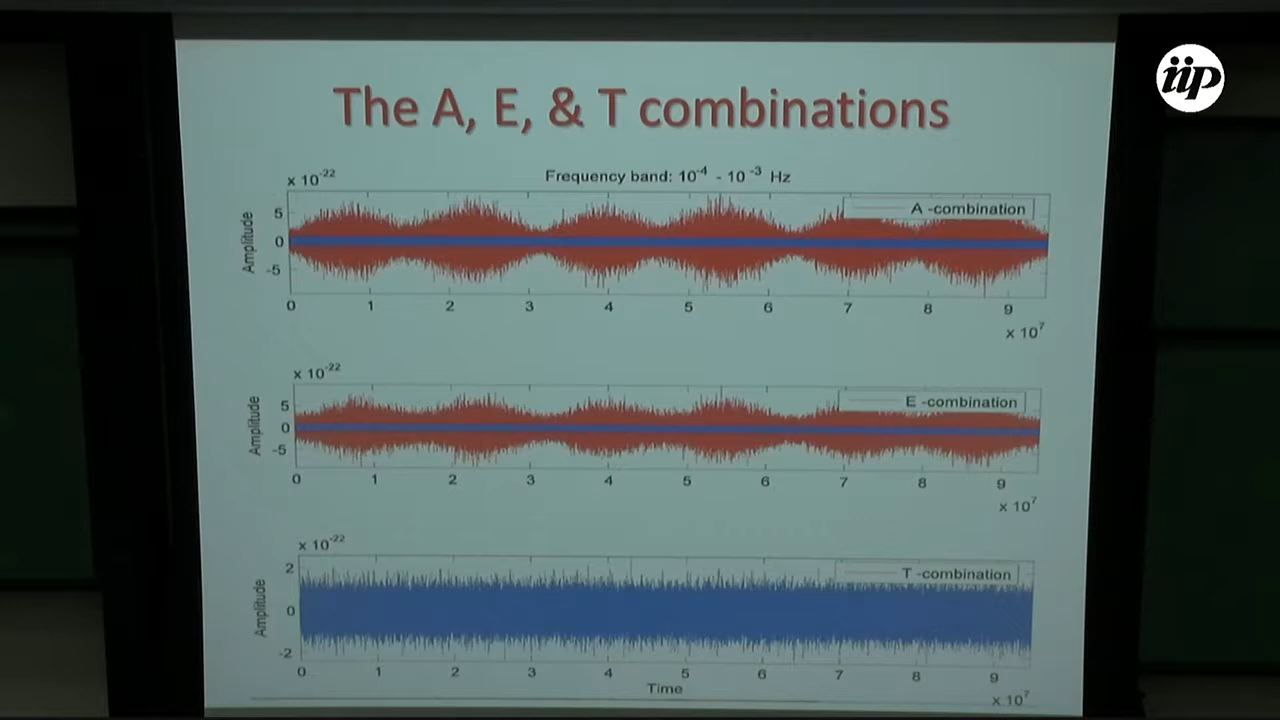 iip
The A, E, & T combinations
x 10^-22
Frequency band: 10^-4 - 10^-3 Hz
A -combination
Amplitude
5
0
-5
0 1 2 3 4 5 6 7 8 9
x 10^7
x 10^-22
E -combination
Amplitude
5
0
-5
0 1 2 3 4 5 6 7 8 9
x 10^7
x 10^-22
T -combination
Amplitude
2
0
-2
0 1 2 3 4 5 6 7 8 9
Time
x 10^7